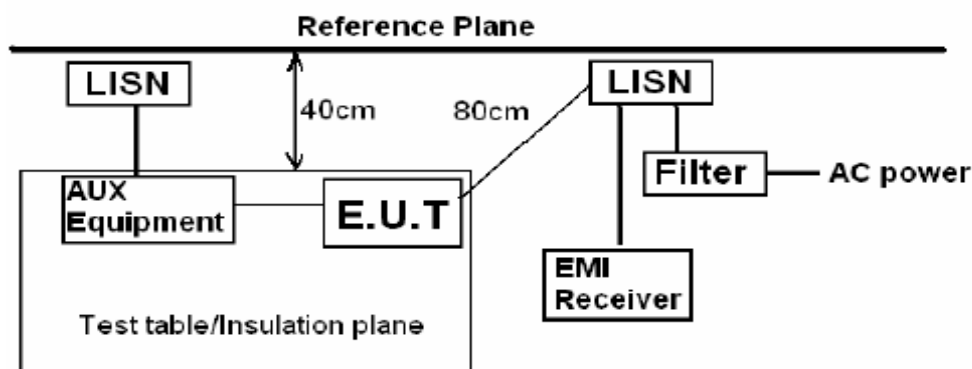 Reference Plane
LISN
40cm
80cm
LISN
AUX
Equipment
E.U.T
Filter
AC power
EMI
Receiver
Test table/Insulation plane